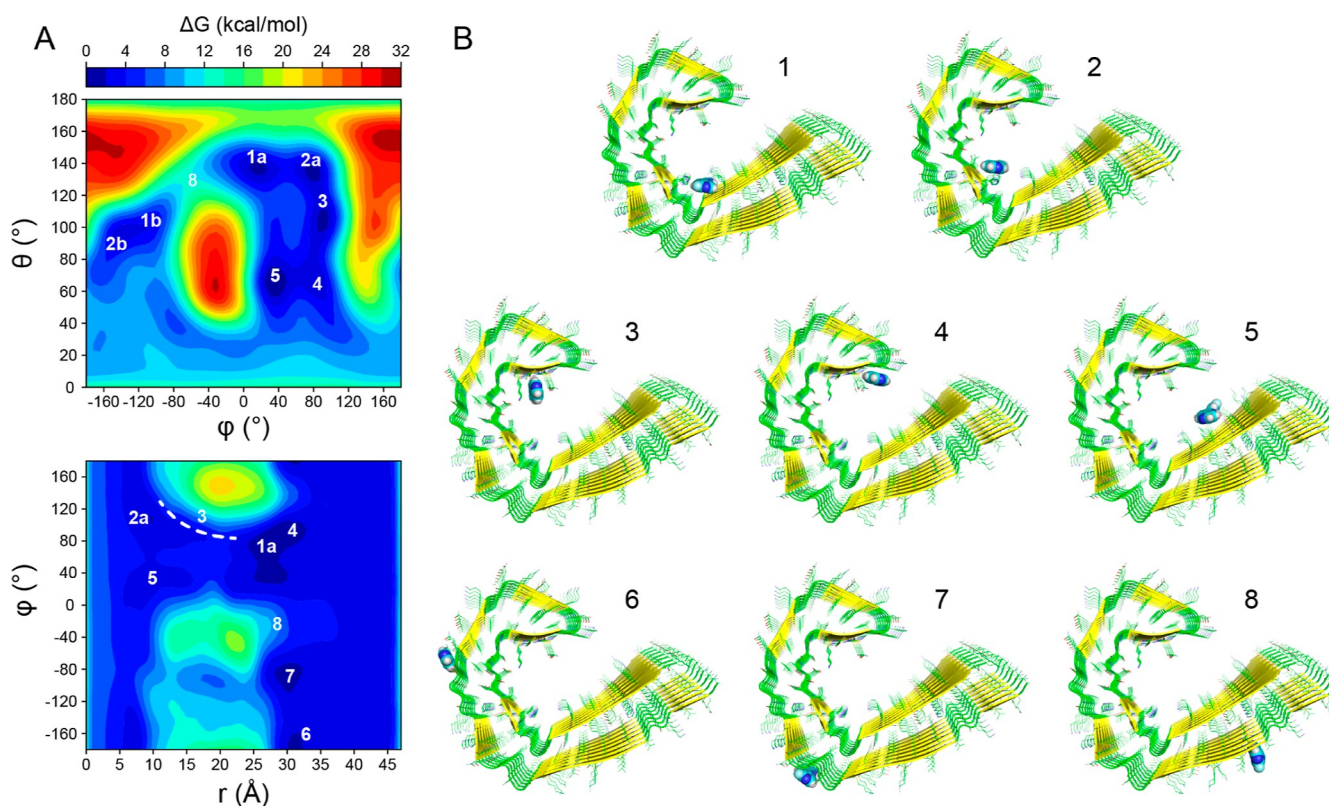 A
ΔG (kcal/mol)
0 4 8 12 16 20 24 28 32
180
160
140
120
100
80
60
40
20
0
θ (°)
1a
2a
8
3
1b
2b
5
4
-160 -120 -80 -40 0 40 80 120 160
φ (°)
160
120
80
40
0
-40
-80
-120
-160
φ (°)
2a
3
4
1a
5
8
7
6
0 5 10 15 20 25 30 35 40 45
r (Å)
B
1
2
3
4
5
6
7
8